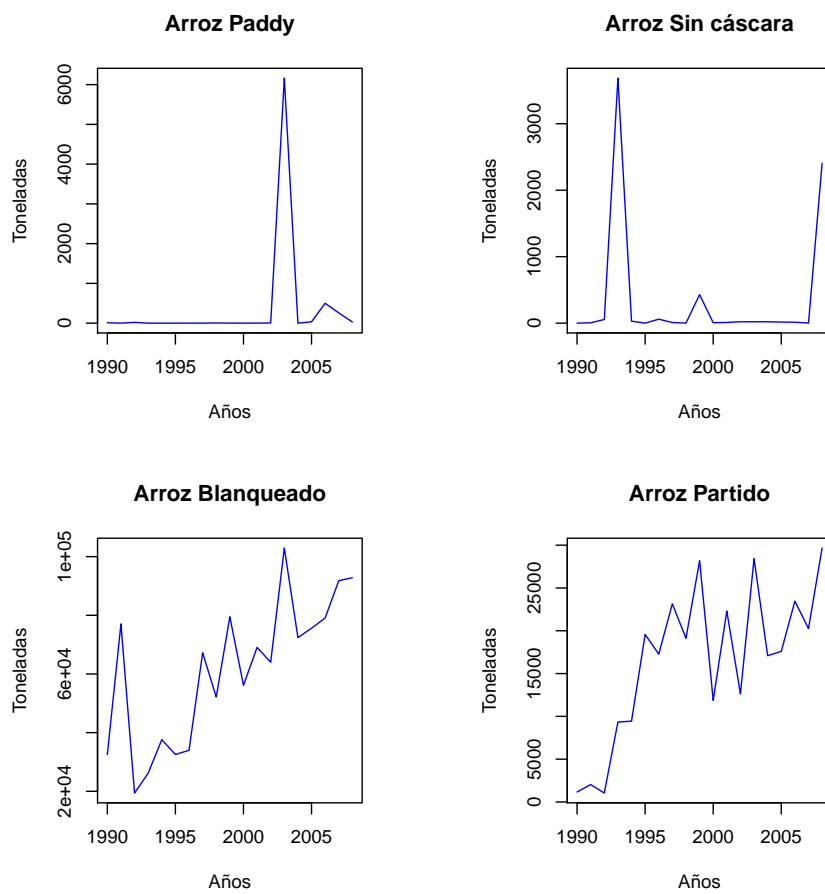 Arroz Paddy
Toneladas
0
2000
4000
6000
1990 1995 2000 2005
Años
Arroz Sin cáscara
Toneladas
0
1000
2000
3000
1990 1995 2000 2005
Años
Arroz Blanqueado
Toneladas
2e+04
6e+04
1e+05
1990 1995 2000 2005
Años
Arroz Partido
Toneladas
0
5000
15000
25000
1990 1995 2000 2005
Años